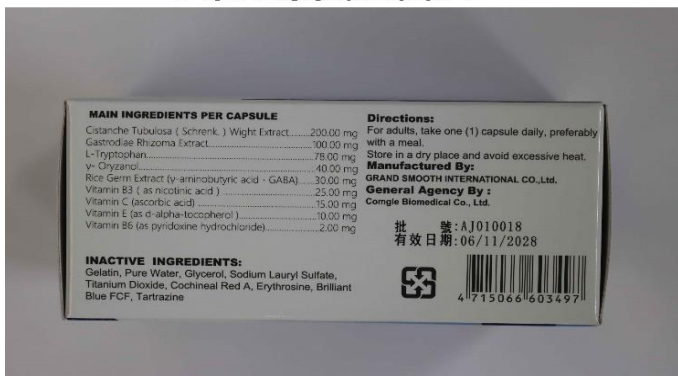 MAIN INGREDIENTS PER CAPSULE
Cistanche Tubulosa ( Schrenk. ) Wight Extract.......200.00 mg
Gastrodiae Rhizoma Extract.......100.00 mg
L-Tryptophan.......78.00 mg
γ- Oryzanol.......40.00 mg
Rice Germ Extract (γ-aminobutyric acid - GABA).......30.00 mg
Vitamin B3 ( as nicotinic acid ).......25.00 mg
Vitamin C (ascorbic acid).......15.00 mg
Vitamin E (as d-alpha-tocopherol ).......10.00 mg
Vitamin B6 (as pyridoxine hydrochloride).......2.00 mg
INACTIVE INGREDIENTS:
Gelatin, Pure Water, Glycerol, Sodium Lauryl Sulfate,
Titanium Dioxide, Cochineal Red A, Erythrosine, Brilliant
Blue FCF, Tartrazine
Directions:
For adults, take one (1) capsule daily, preferably
with a meal.
Store in a dry place and avoid excessive heat.
Manufactured By:
GRAND SMOOTH INTERNATIONAL CO.,Ltd.
General Agency By :
Comgle Biomedical Co., Ltd.
批 號:AJ010018
有效日期:06/11/2028
4 715066 603497